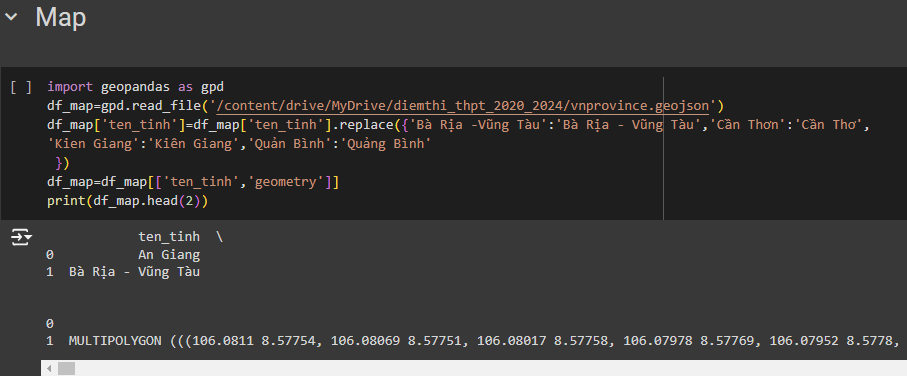 Map
[ ] import geopandas as gpd
df_map=gpd.read_file('/content/drive/MyDrive/diemthi_thpt_2020_2024/vnprovince.geojson')
df_map['ten_tinh']=df_map['ten_tinh'].replace({'Bà Rịa -Vũng Tàu':'Bà Rịa - Vũng Tàu','Cần Thơn':'Cần Thơ',
'Kien Giang':'Kiên Giang','Quản Bình':'Quảng Bình'
})
df_map=df_map[['ten_tinh','geometry']]
print(df_map.head(2))
ten_tinh \
0 An Giang
1 Bà Rịa - Vũng Tàu
0
1 MULTIPOLYGON (((106.0811 8.57754, 106.08069 8.57751, 106.08017 8.57758, 106.07978 8.57769, 106.07952 8.5778,